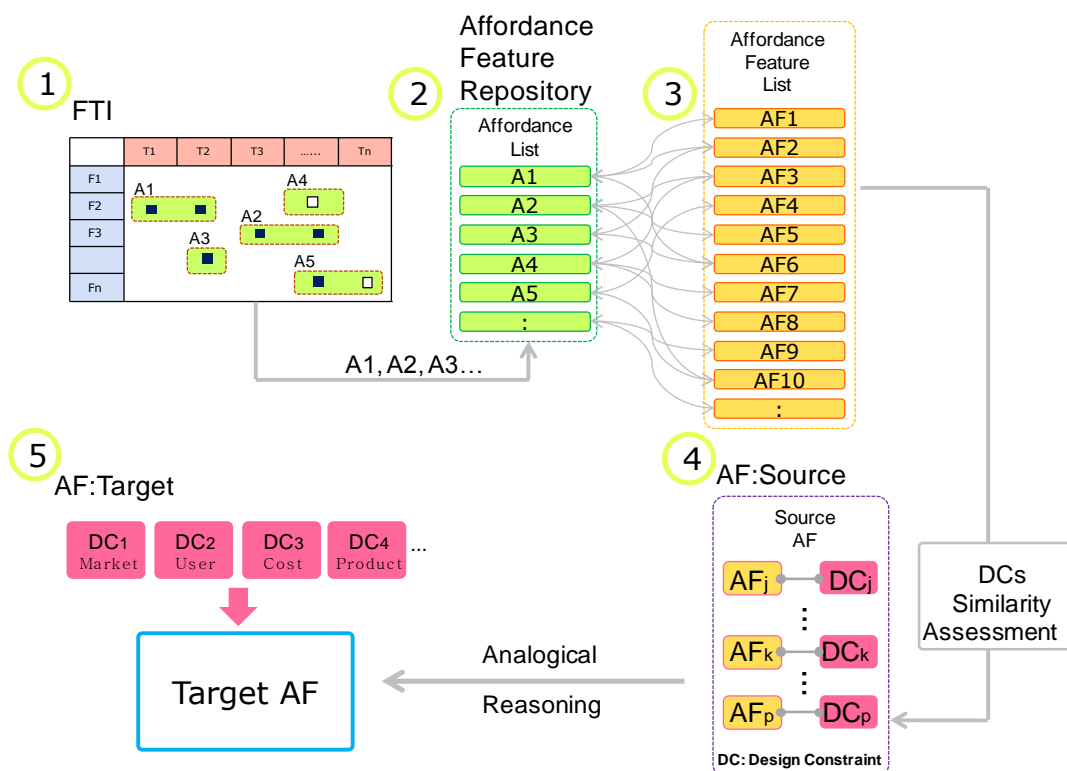 1
FTI
T1 T2 T3 ...... Tn
F1
F2
F3
Fn
A1
A4
A2
A3
A5
A1, A2, A3...
2
Affordance
Feature
Repository
Affordance
List
A1
A2
A3
A4
A5
:
3
Affordance
Feature
List
AF1
AF2
AF3
AF4
AF5
AF6
AF7
AF8
AF9
AF10
:
DCs
Similarity
Assessment
4
AF:Source
Source
AF
AFj DCj
⋮
AFk DCk
⋮
AFp DCp
DC: Design Constraint
Analogical
Reasoning
5
AF:Target
DC1 DC2 DC3 DC4 ...
Market User Cost Product
Target AF